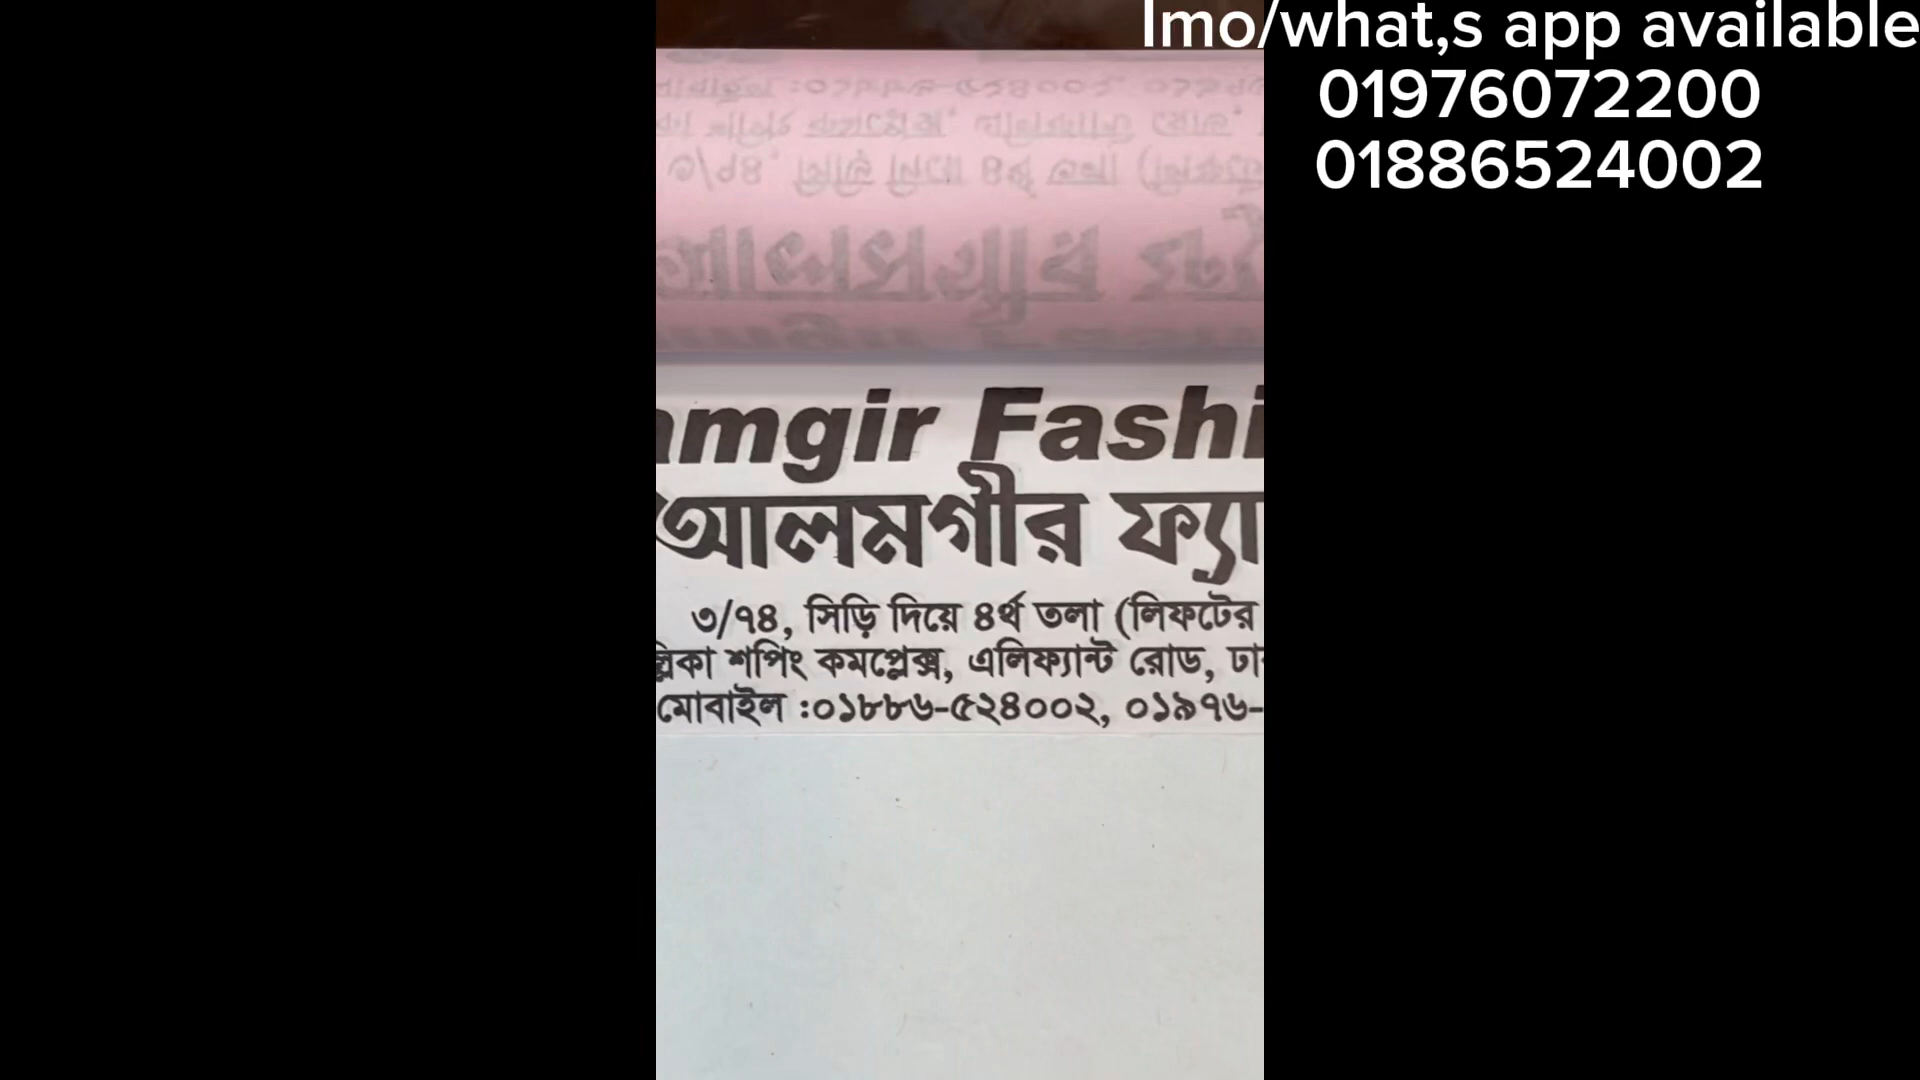 Imo/what,s app available
01976072200
01886524002
amgir Fashi
আলমগীর ফ্যা
৩/৭৪, সিড়ি দিয়ে ৪র্থ তলা (লিফটের
ল্লিকা শপিং কমপ্লেক্স, এলিফ্যান্ট রোড, ঢা
মোবাইল :০১৮৮৬-৫২৪০০২, ০১৯৭৬-